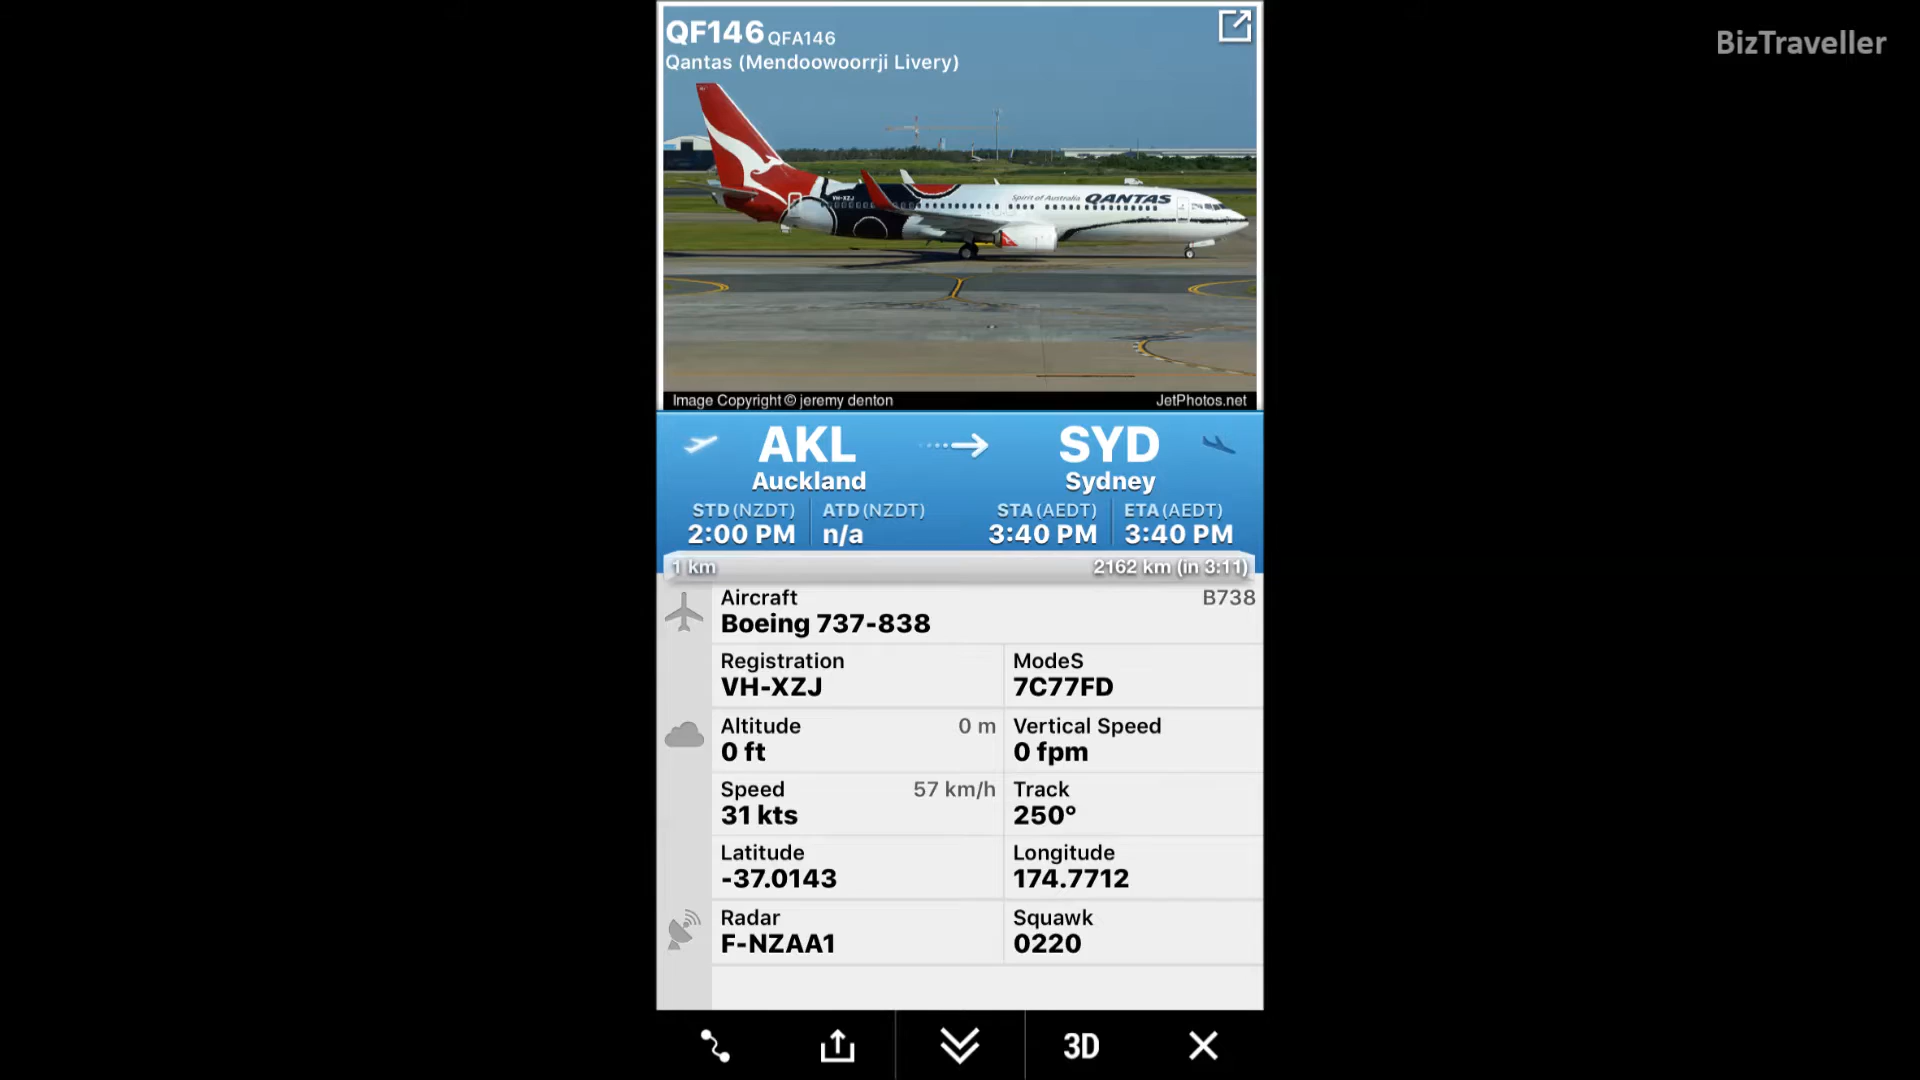 BizTraveller
QF146 QFA146
Qantas (Mendoowoorrji Livery)
VH-XZJ
Spirit of Australia QANTAS
Image Copyright © jeremy denton JetPhotos.net
AKL SYD
Auckland Sydney
STD (NZDT) ATD (NZDT) STA (AEDT) ETA (AEDT)
2:00 PM n/a 3:40 PM 3:40 PM
1 km 2162 km (in 3:11)
Aircraft B738
Boeing 737-838
Registration ModeS
VH-XZJ 7C77FD
Altitude 0 m Vertical Speed
0 ft 0 fpm
Speed 57 km/h Track
31 kts 250°
Latitude Longitude
-37.0143 174.7712
Radar Squawk
F-NZAA1 0220
3D